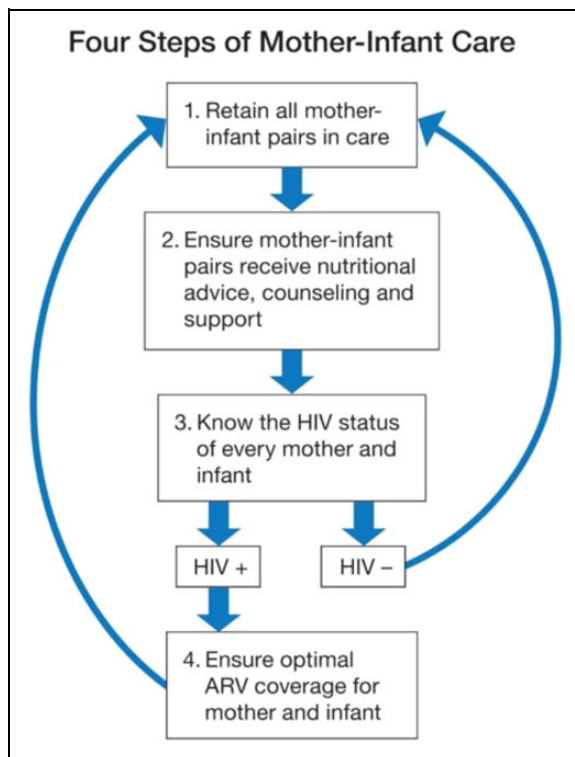 Four Steps of Mother-Infant Care
1. Retain all mother-
infant pairs in care
2. Ensure mother-infant
pairs receive nutritional
advice, counseling and
support
3. Know the HIV status
of every mother and
infant
HIV +
HIV –
4. Ensure optimal
ARV coverage for
mother and infant